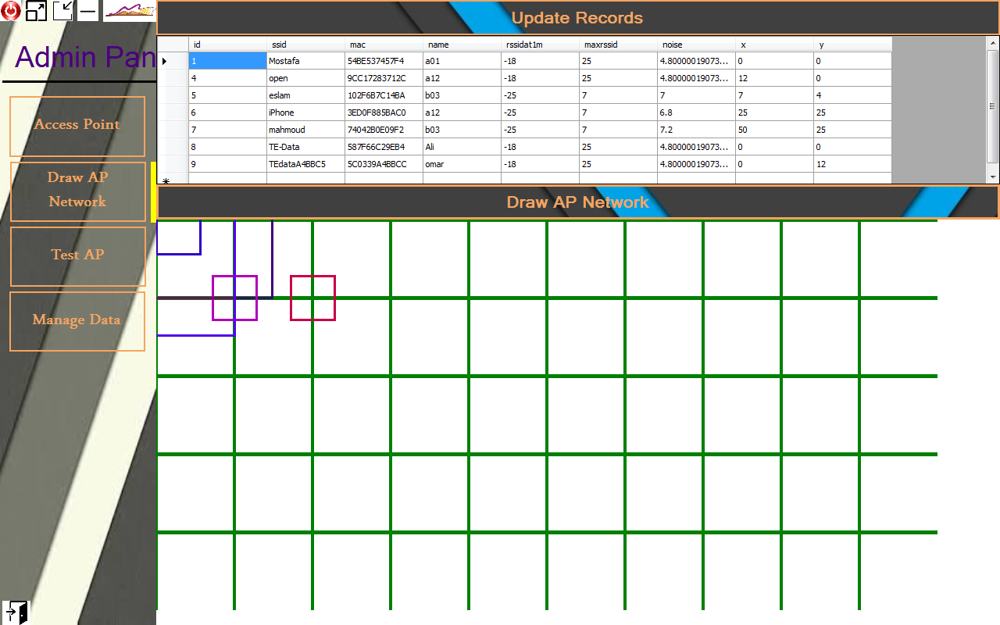 Update Records
Admin Pan
id ssid mac name rssidat1m maxrssid noise x y
1 Mostafa 54BE537457F4 a01 -18 25 4.80000019073... 0 0
4 open 9CC17283712C a12 -18 25 4.80000019073... 12 0
5 eslam 102F6B7C14BA b03 -25 7 7 7 4
6 iPhone 3ED0F885BAC0 a12 -25 7 6.8 25 25
7 mahmoud 74042B0E09F2 b03 -25 7 7.2 50 25
8 TE-Data 587F66C29EB4 Ali -18 25 4.80000019073... 0 0
9 TEdataA4BBC5 5C0339A4BBCC omar -18 25 4.80000019073... 0 12
Access Point
Draw AP
Network
Test AP
Manage Data
Draw AP Network